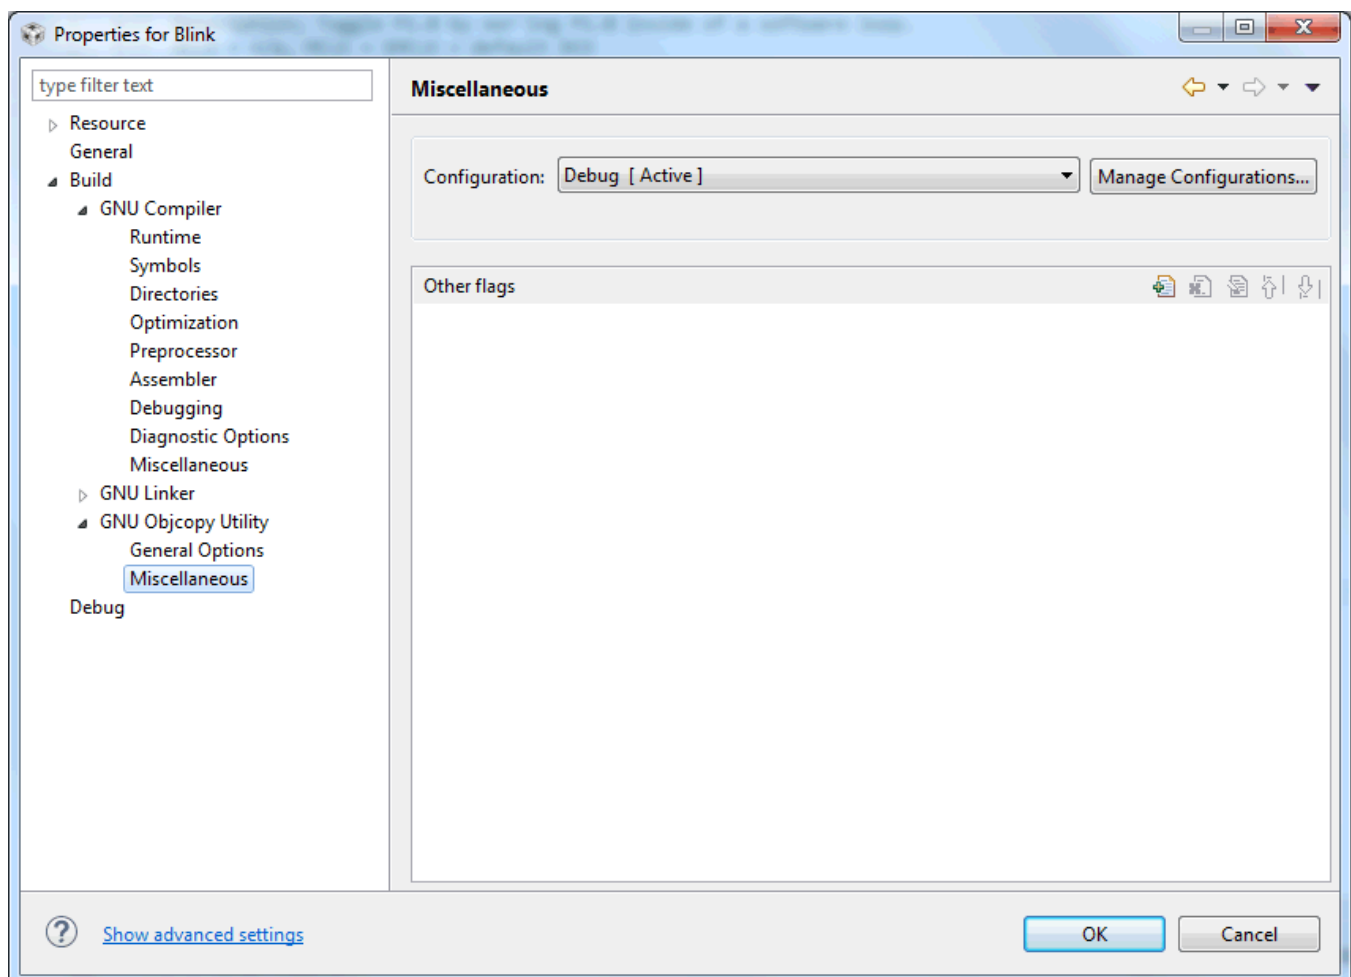 Properties for Blink
type filter text
Resource
General
Build
GNU Compiler
Runtime
Symbols
Directories
Optimization
Preprocessor
Assembler
Debugging
Diagnostic Options
Miscellaneous
GNU Linker
GNU Objcopy Utility
General Options
Miscellaneous
Debug
Miscellaneous
Configuration: Debug [ Active ] Manage Configurations...
Other flags
Show advanced settings
OK Cancel